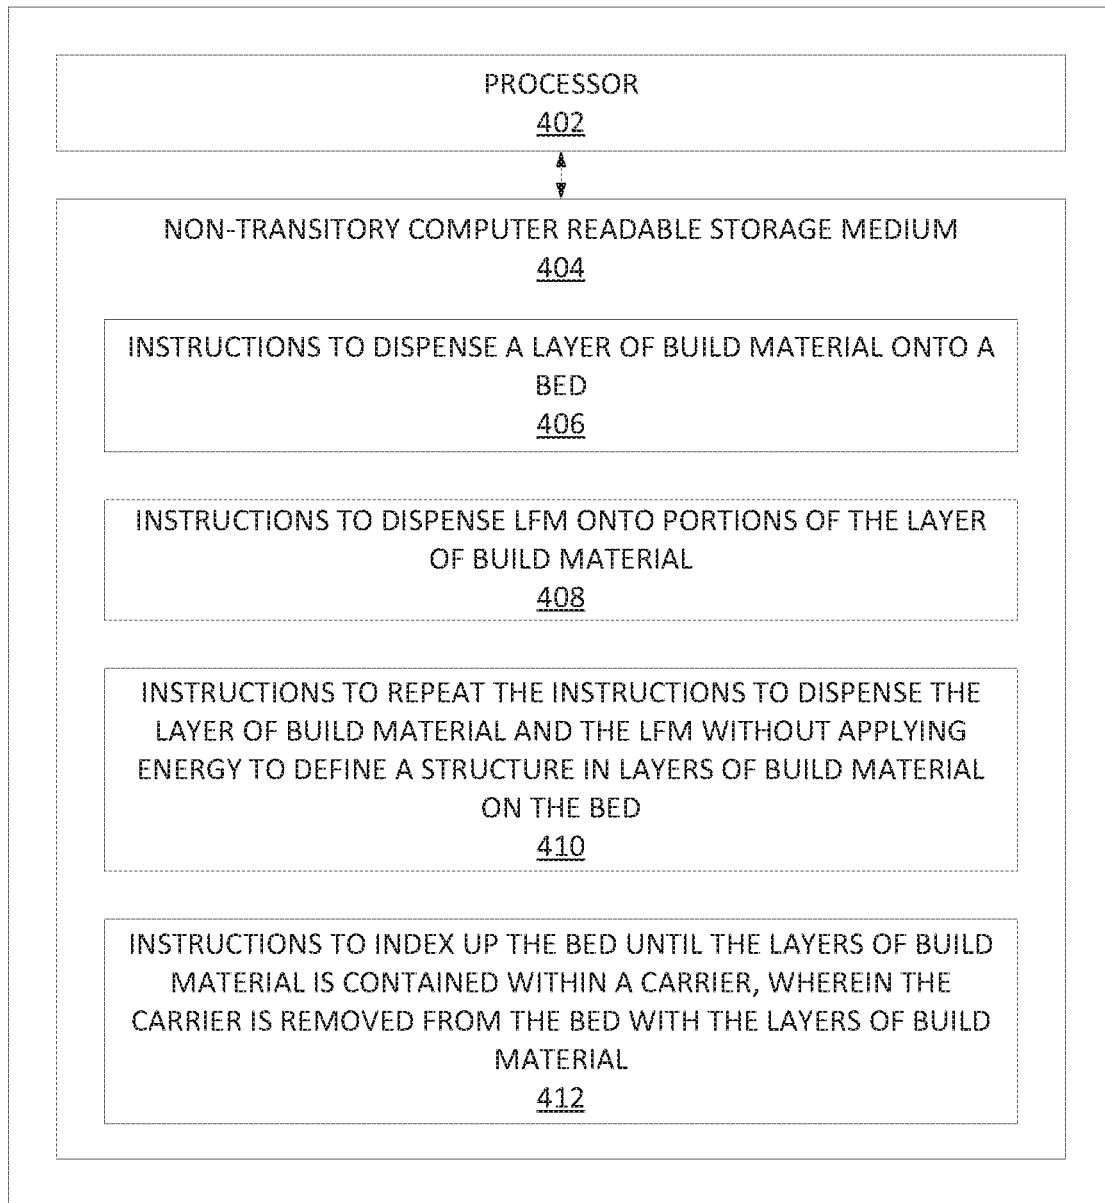 PROCESSOR
402
NON-TRANSITORY COMPUTER READABLE STORAGE MEDIUM
404
INSTRUCTIONS TO DISPENSE A LAYER OF BUILD MATERIAL ONTO A
BED
406
INSTRUCTIONS TO DISPENSE LFM ONTO PORTIONS OF THE LAYER
OF BUILD MATERIAL
408
INSTRUCTIONS TO REPEAT THE INSTRUCTIONS TO DISPENSE THE
LAYER OF BUILD MATERIAL AND THE LFM WITHOUT APPLYING
ENERGY TO DEFINE A STRUCTURE IN LAYERS OF BUILD MATERIAL
ON THE BED
410
INSTRUCTIONS TO INDEX UP THE BED UNTIL THE LAYERS OF BUILD
MATERIAL IS CONTAINED WITHIN A CARRIER, WHEREIN THE
CARRIER IS REMOVED FROM THE BED WITH THE LAYERS OF BUILD
MATERIAL
412